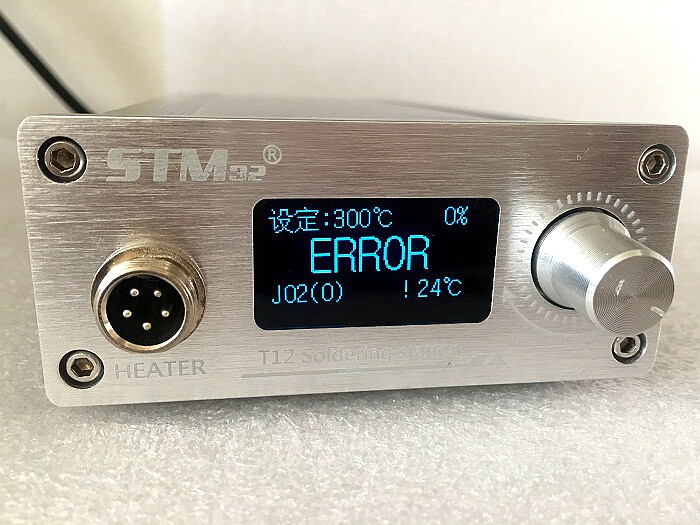 STM32®
设定:300℃ 0%
ERROR
J02(0) !24℃
HEATER
T12 Soldering station